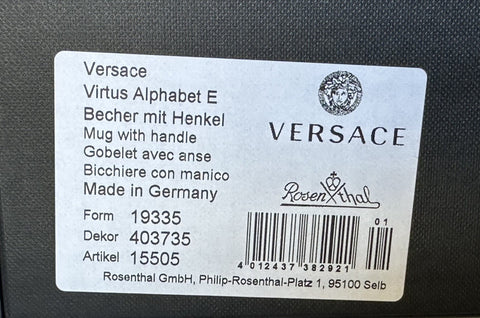 Versace
Virtus Alphabet E
Becher mit Henkel
Mug with handle
Gobelet avec anse
Bicchiere con manico
Made in Germany
Form 19335
Dekor 403735
Artikel 15505
VERSACE
Rosenthal
01
4 012437 382921
Rosenthal GmbH, Philip-Rosenthal-Platz 1, 95100 Selb